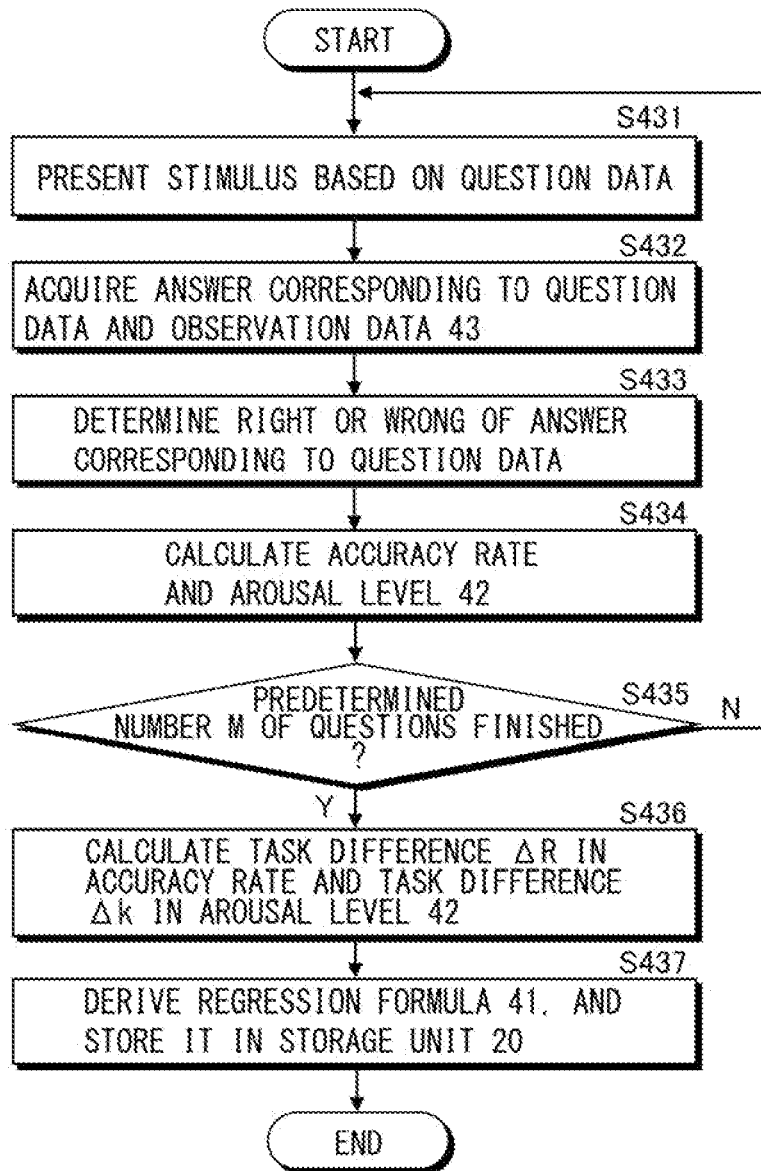 START
S431
PRESENT STIMULUS BASED ON QUESTION DATA
S432
ACQUIRE ANSWER CORRESPONDING TO QUESTION
DATA AND OBSERVATION DATA 43
S433
DETERMINE RIGHT OR WRONG OF ANSWER
CORRESPONDING TO QUESTION DATA
S434
CALCULATE ACCURACY RATE
AND AROUSAL LEVEL 42
S435
PREDETERMINED
NUMBER M OF QUESTIONS FINISHED
?
N
Y
S436
CALCULATE TASK DIFFERENCE ΔR IN
ACCURACY RATE AND TASK DIFFERENCE
Δk IN AROUSAL LEVEL 42
S437
DERIVE REGRESSION FORMULA 41, AND
STORE IT IN STORAGE UNIT 20
END